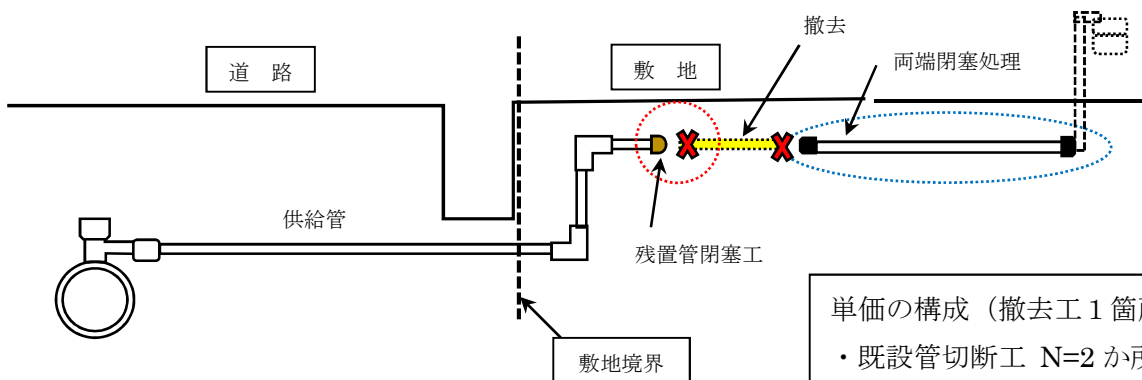 撤去
道　路
敷　地
両端閉塞処理
供給管
残置管閉塞工
敷地境界
単価の構成（撤去工１箇
・既設管切断工 N=2 か所